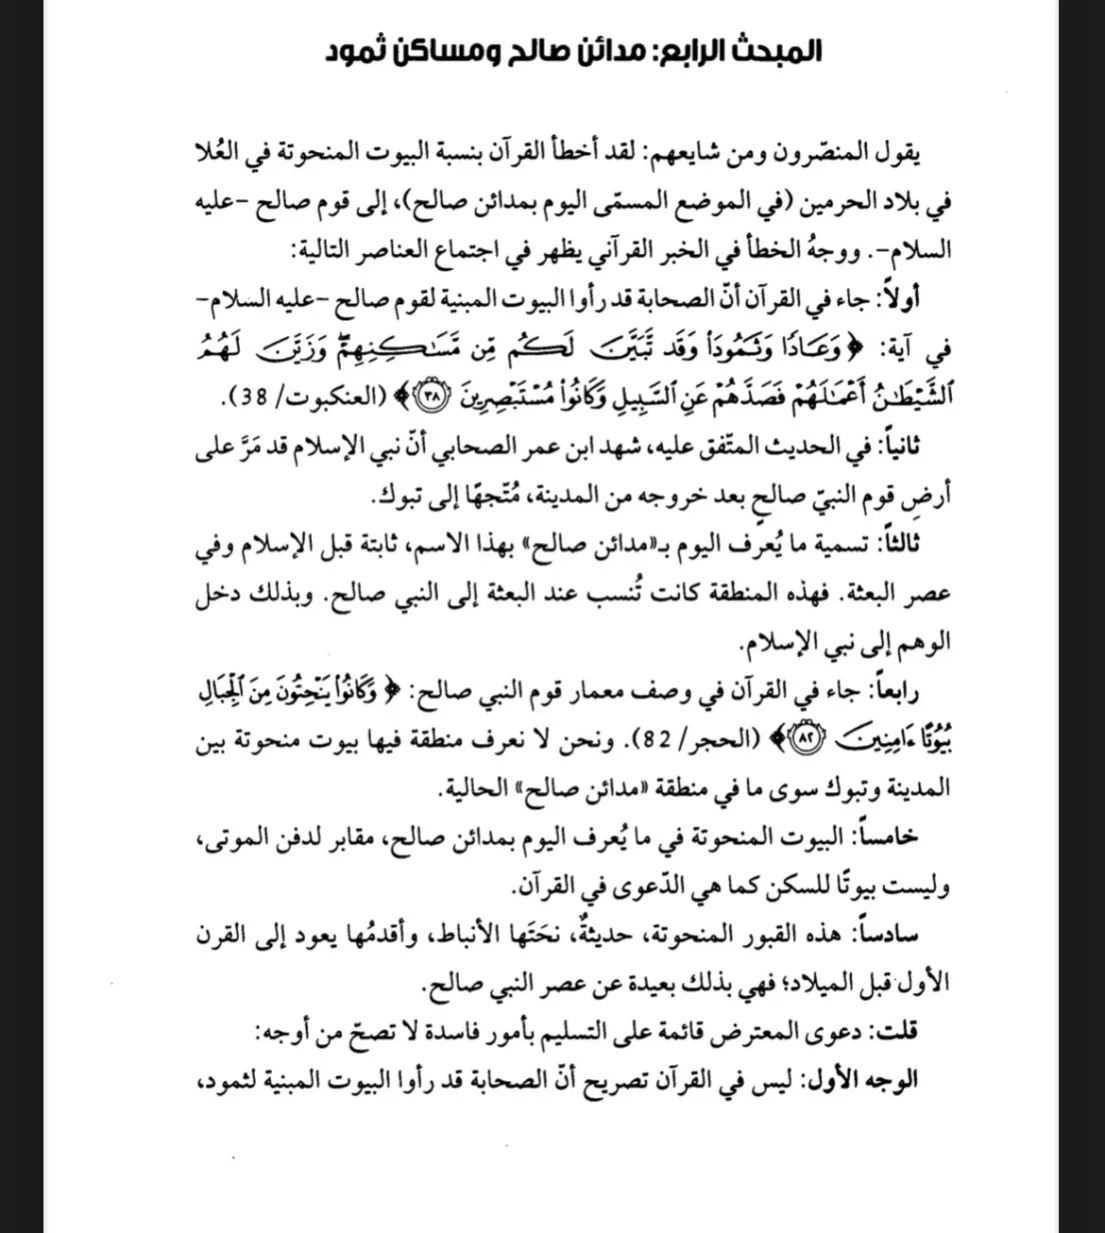 المبحث الرابع: مدائن صالح ومساكن ثمود
يقول المنصّرون ومن شايعهم: لقد أخطأ القرآن بنسبة البيوت المنحوتة في العُلا
في بلاد الحرمين (في الموضع المسمّى اليوم بمدائن صالح)، إلى قوم صالح –عليه
السلام–. ووجهُ الخطأ في الخبر القرآني يظهر في اجتماع العناصر التالية:
أولاً: جاء في القرآن أنّ الصحابة قد رأوا البيوت المبنية لقوم صالح –عليه السلام–
في آية: ﴿ وَعَادًا وَثَمُودَا۟ وَقَد تَّبَيَّنَ لَكُم مِّن مَّسَـٰكِنِهِمْ ۖ وَزَيَّنَ لَهُمُ
ٱلشَّيْطَـٰنُ أَعْمَـٰلَهُمْ فَصَدَّهُمْ عَنِ ٱلسَّبِيلِ وَكَانُوا۟ مُسْتَبْصِرِينَ ٣٨﴾ (العنكبوت/ 38).
ثانياً: في الحديث المتّفق عليه، شهد ابن عمر الصحابي أنّ نبي الإسلام قد مَرَّ على
أرضِ قوم النبيّ صالحٍ بعد خروجه من المدينة، مُتّجهًا إلى تبوك.
ثالثاً: تسمية ما يُعرف اليوم بـ«مدائن صالح» بهذا الاسم، ثابتة قبل الإسلام وفي
عصر البعثة. فهذه المنطقة كانت تُنسب عند البعثة إلى النبي صالح. وبذلك دخل
الوهم إلى نبي الإسلام.
رابعاً: جاء في القرآن في وصف معمار قوم النبي صالح: ﴿ وَكَانُوا۟ يَنْحِتُونَ مِنَ ٱلْجِبَالِ
بُيُوتًا ءَامِنِينَ ٨٢﴾ (الحجر/ 82). ونحن لا نعرف منطقة فيها بيوت منحوتة بين
المدينة وتبوك سوى ما في منطقة «مدائن صالح» الحالية.
خامساً: البيوت المنحوتة في ما يُعرف اليوم بمدائن صالح، مقابر لدفن الموتى،
وليست بيوتًا للسكن كما هي الدّعوى في القرآن.
سادساً: هذه القبور المنحوتة، حديثةٌ، نحَتَها الأنباط، وأقدمُها يعود إلى القرن
الأول قبل الميلاد؛ فهي بذلك بعيدة عن عصر النبي صالح.
قلت: دعوى المعترض قائمة على التسليم بأمور فاسدة لا تصحّ من أوجه:
الوجه الأول: ليس في القرآن تصريح أنّ الصحابة قد رأوا البيوت المبنية لثمود،